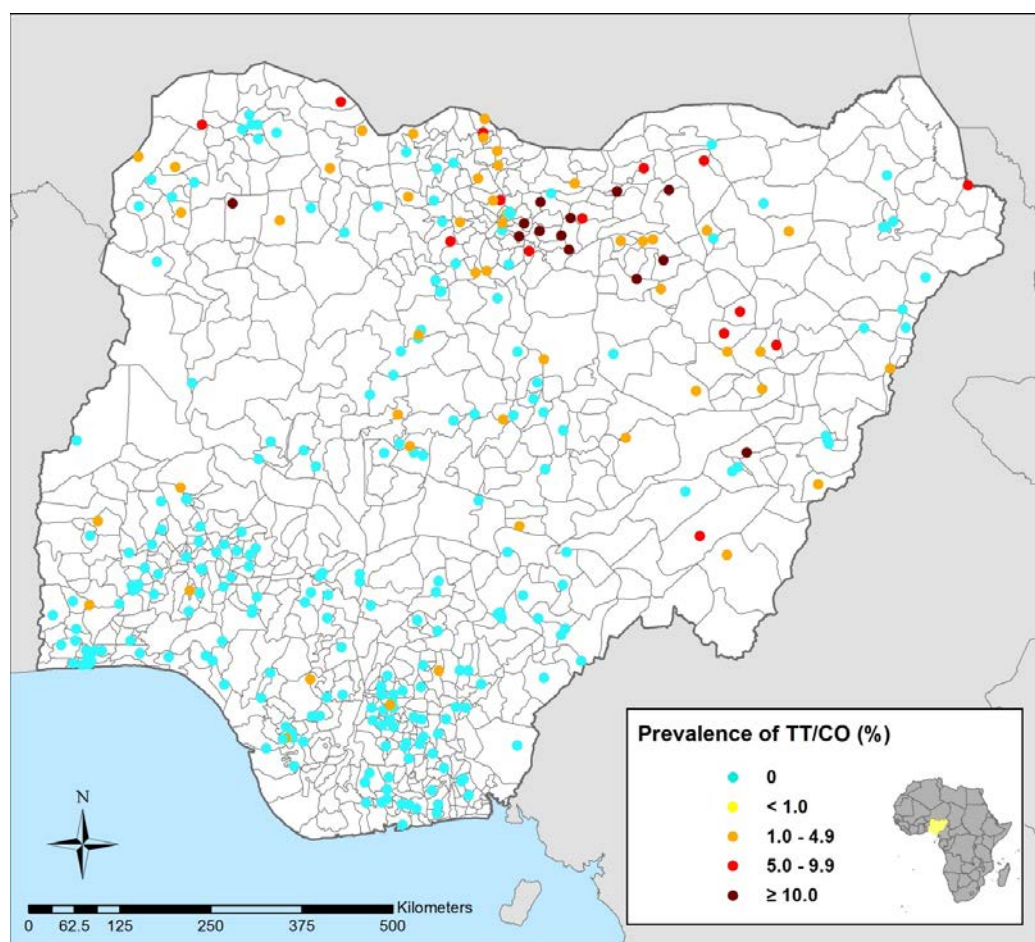 Prevalence of TT/CO (%)
0
< 1.0
1.0 - 4.9
5.0 - 9.9
≥ 10.0
N
Kilometers
0 62.5 125 250 375 500